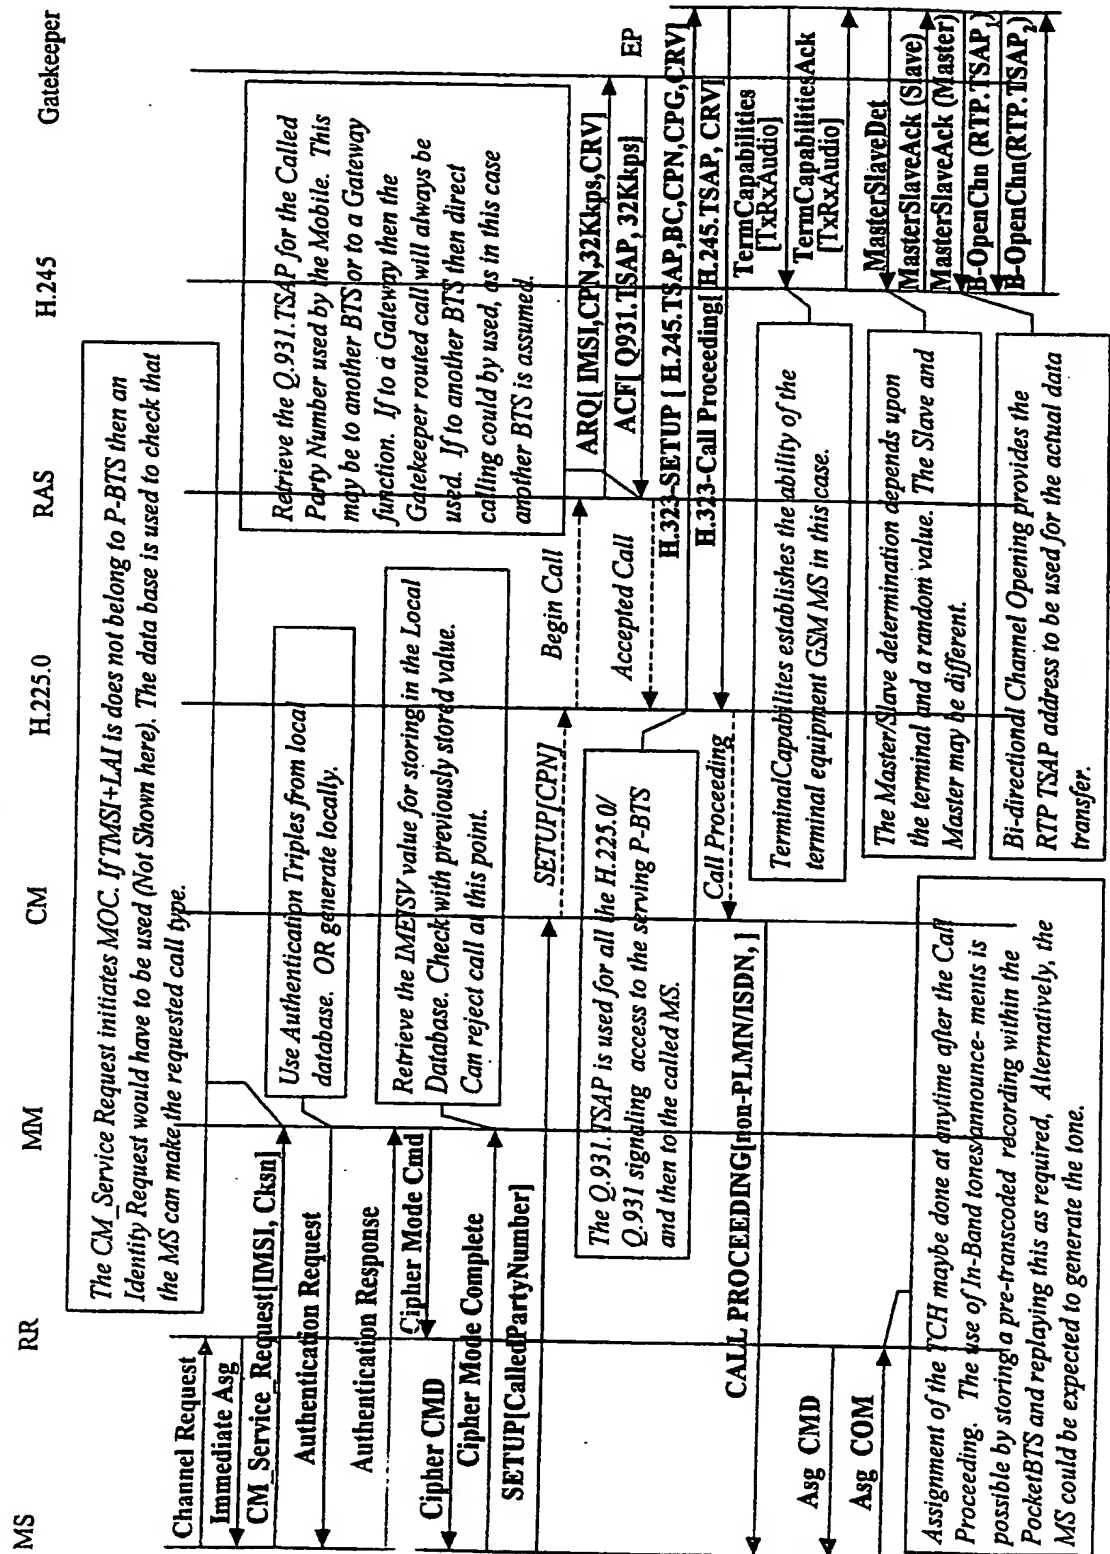 MS
RR
MM
CM
H.225.0
RAS
H.245
Gatekeeper
The CM_Service Request initiates MOC. If TMSI+LAI is does not belong to P-BTS then an
Identity Request would have to be used (Not Shown here). The data base is used to check that
the MS can make the requested call type.
Channel Request
Immediate Asg
CM_Service_Request[IMSI, Cksn]
Authentication Request
Use Authentication Triples from local
database. OR generate locally.
Authentication Response
Cipher Mode Cmd
Cipher CMD
Cipher Mode Complete
Retrieve the IMEISV value for storing in the Local
Database. Check with previously stored value.
Can reject call at this point.
SETUP[CalledPartyNumber]
SETUP[CPN]
Begin Call
Retrieve the Q.931.TSAP for the Called
Party Number used by the Mobile. This
may be to another BTS or to a Gateway
function. If to a Gateway then the
Gatekeeper routed call will always be
used. If to another BTS then direct
calling could by used, as in this case
another BTS is assumed.
ARQ[ IMSI,CPN,32Kkps,CRV]
ACF[ Q931.TSAP, 32Kkps]
EP
Accepted Call
The Q.931.TSAP is used for all the H.225.0/
Q.931 signaling access to the serving P-BTS
and then to the called MS.
H.323-SETUP [ H.245.TSAP,BC,CPN,CPG,CRV]
H.323-Call Proceeding[ H.245.TSAP, CRV]
Call Proceeding
CALL PROCEEDING[non-PLMN/ISDN, ]
TermCapabilities
[TxRxAudio]
TermCapabilitiesAck
[TxRxAudio]
TerminalCapabilites establishes the ability of the
terminal equipment GSM MS in this case.
Asg CMD
Asg COM
MasterSlaveDet
MasterSlaveAck (Slave)
MasterSlaveAck (Master)
The Master/Slave determination depends upon
the terminal and a random value. The Slave and
Master may be different.
B-OpenChn (RTP.TSAP1)
B-OpenChn(RTP.TSAP2)
Bi-directional Channel Opening provides the
RTP TSAP address to be used for the actual data
transfer.
Assignment of the TCH maybe done at anytime after the Call
Proceeding. The use of In-Band tones/announce- ments is
possible by storing a pre-transcoded recording within the
PocketBTS and replaying this as required, Alternatively, the
MS could be expected to generate the tone.